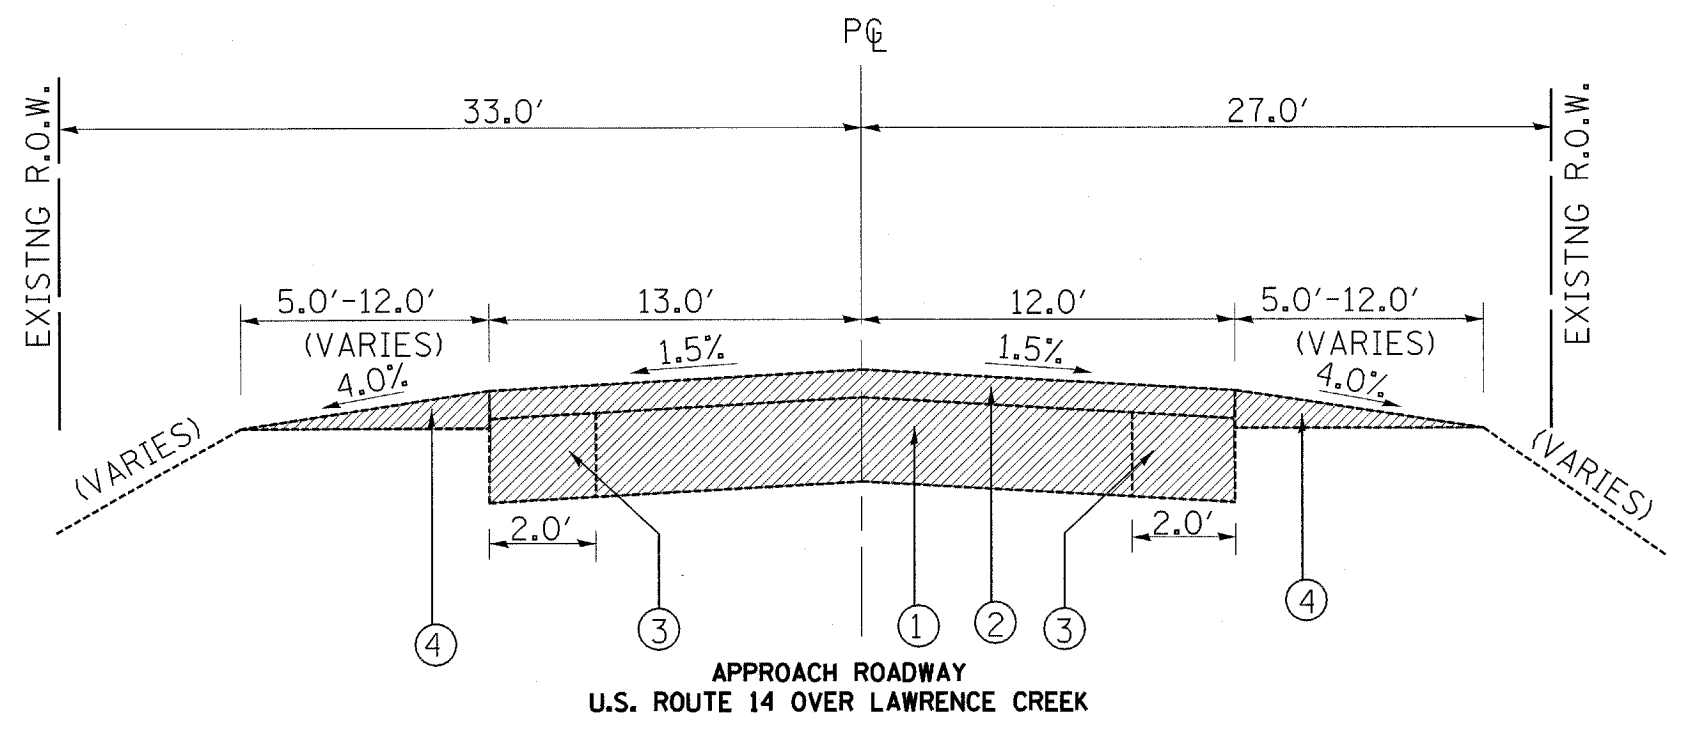 P℄
33.0'
27.0'
EXISTNG R.O.W.
EXISTNG R.O.W.
5.0'-12.0'
(VARIES)
13.0'
12.0'
5.0'-12.0'
(VARIES)
4.0%
1.5%
1.5%
4.0%
(VARIES)
(VARIES)
2.0'
2.0'
4
3
1
2
3
4
APPROACH ROADWAY
U.S. ROUTE 14 OVER LAWRENCE CREEK